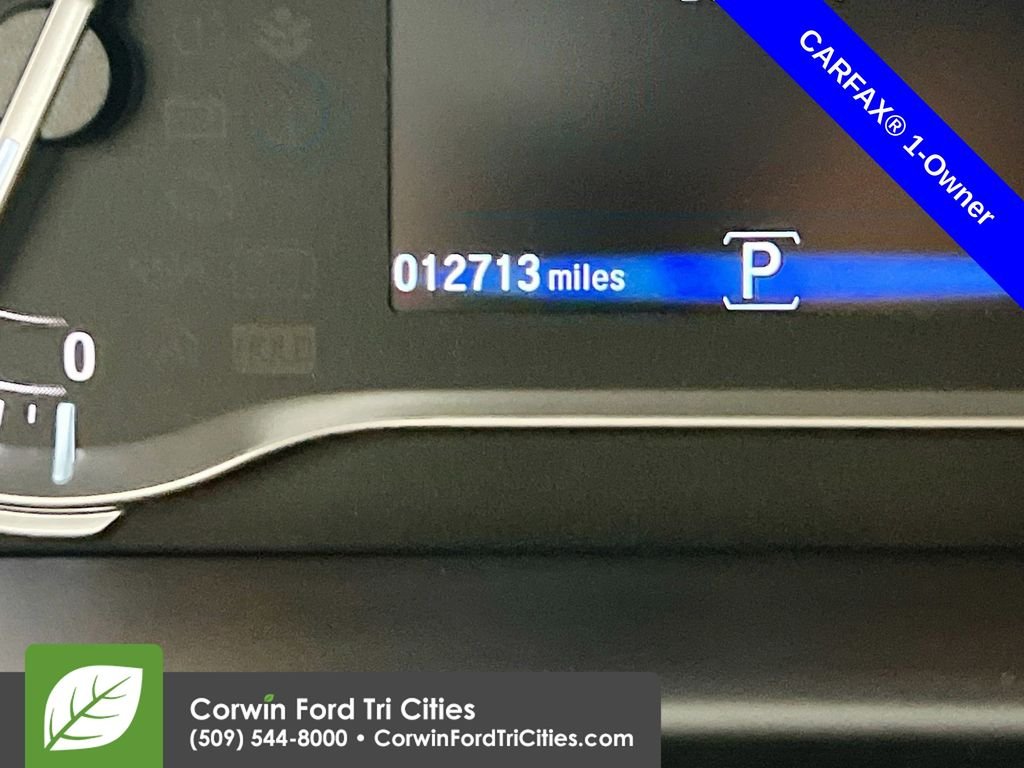 CARFAX® 1-Owner
012713 miles
P
0
Corwin Ford Tri Cities
(509) 544-8000 • CorwinFordTriCities.com